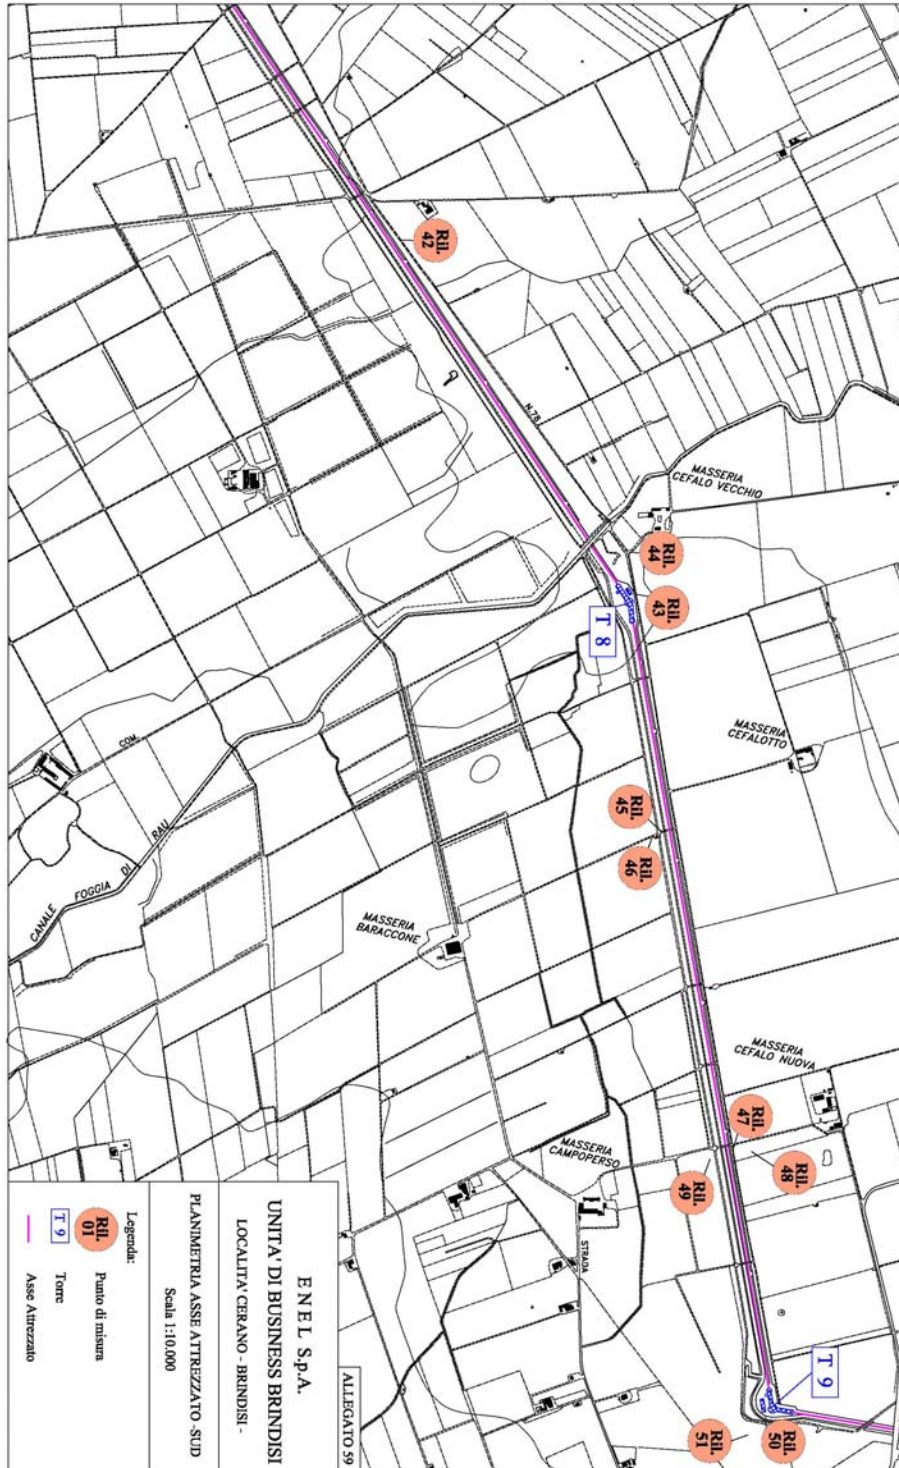 Ril.
42
N.78
MASSERIA
CEFALO VECCHIO
Ril.
44
Ril.
43
T 8
MASSERIA
CEFALOTTO
Ril.
45
Ril.
46
COM.
CANALE FOGGIA DI RAU
MASSERIA
BARACCONE
MASSERIA
CEFALO NUOVA
Ril.
47
Ril.
48
Ril.
49
MASSERIA
CAMPOPERSO
STRADA
T 9
Ril.
50
Ril.
51
ALLEGATO 59
E N E L S.p.A.
UNITA' DI BUSINESS BRINDISI
LOCALITA' CERANO - BRINDISI -
PLANIMETRIA ASSE ATTREZZATO -SUD
Scala 1:10.000
Legenda:
Ril.
01
Punto di misura
T 9
Torre
Asse Attrezzato